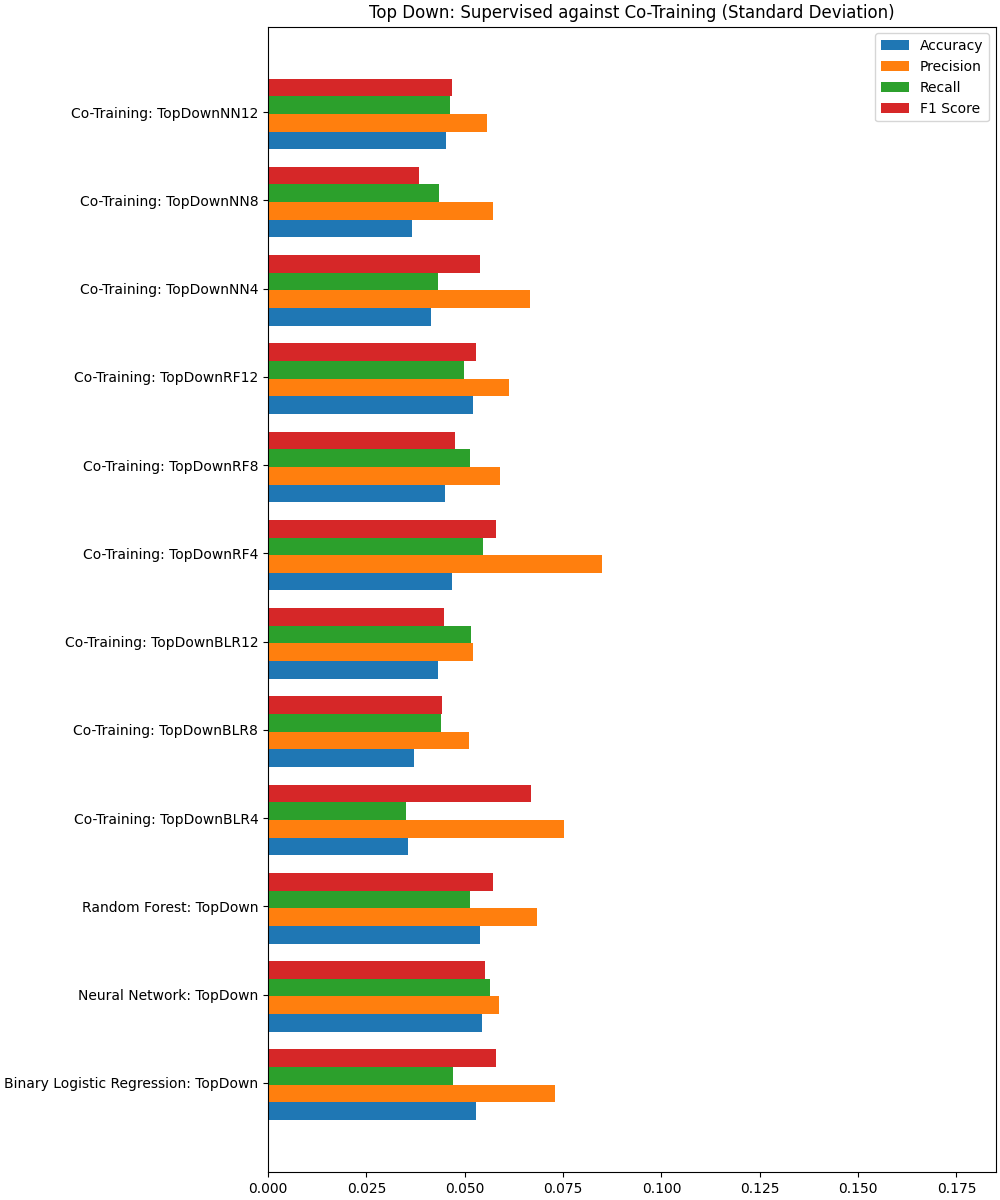 Top Down: Supervised against Co-Training (Standard Deviation)
Accuracy
Precision
Recall
F1 Score
Co-Training: TopDownNN12
Co-Training: TopDownNN8
Co-Training: TopDownNN4
Co-Training: TopDownRF12
Co-Training: TopDownRF8
Co-Training: TopDownRF4
Co-Training: TopDownBLR12
Co-Training: TopDownBLR8
Co-Training: TopDownBLR4
Random Forest: TopDown
Neural Network: TopDown
Binary Logistic Regression: TopDown
0.000 0.025 0.050 0.075 0.100 0.125 0.150 0.175